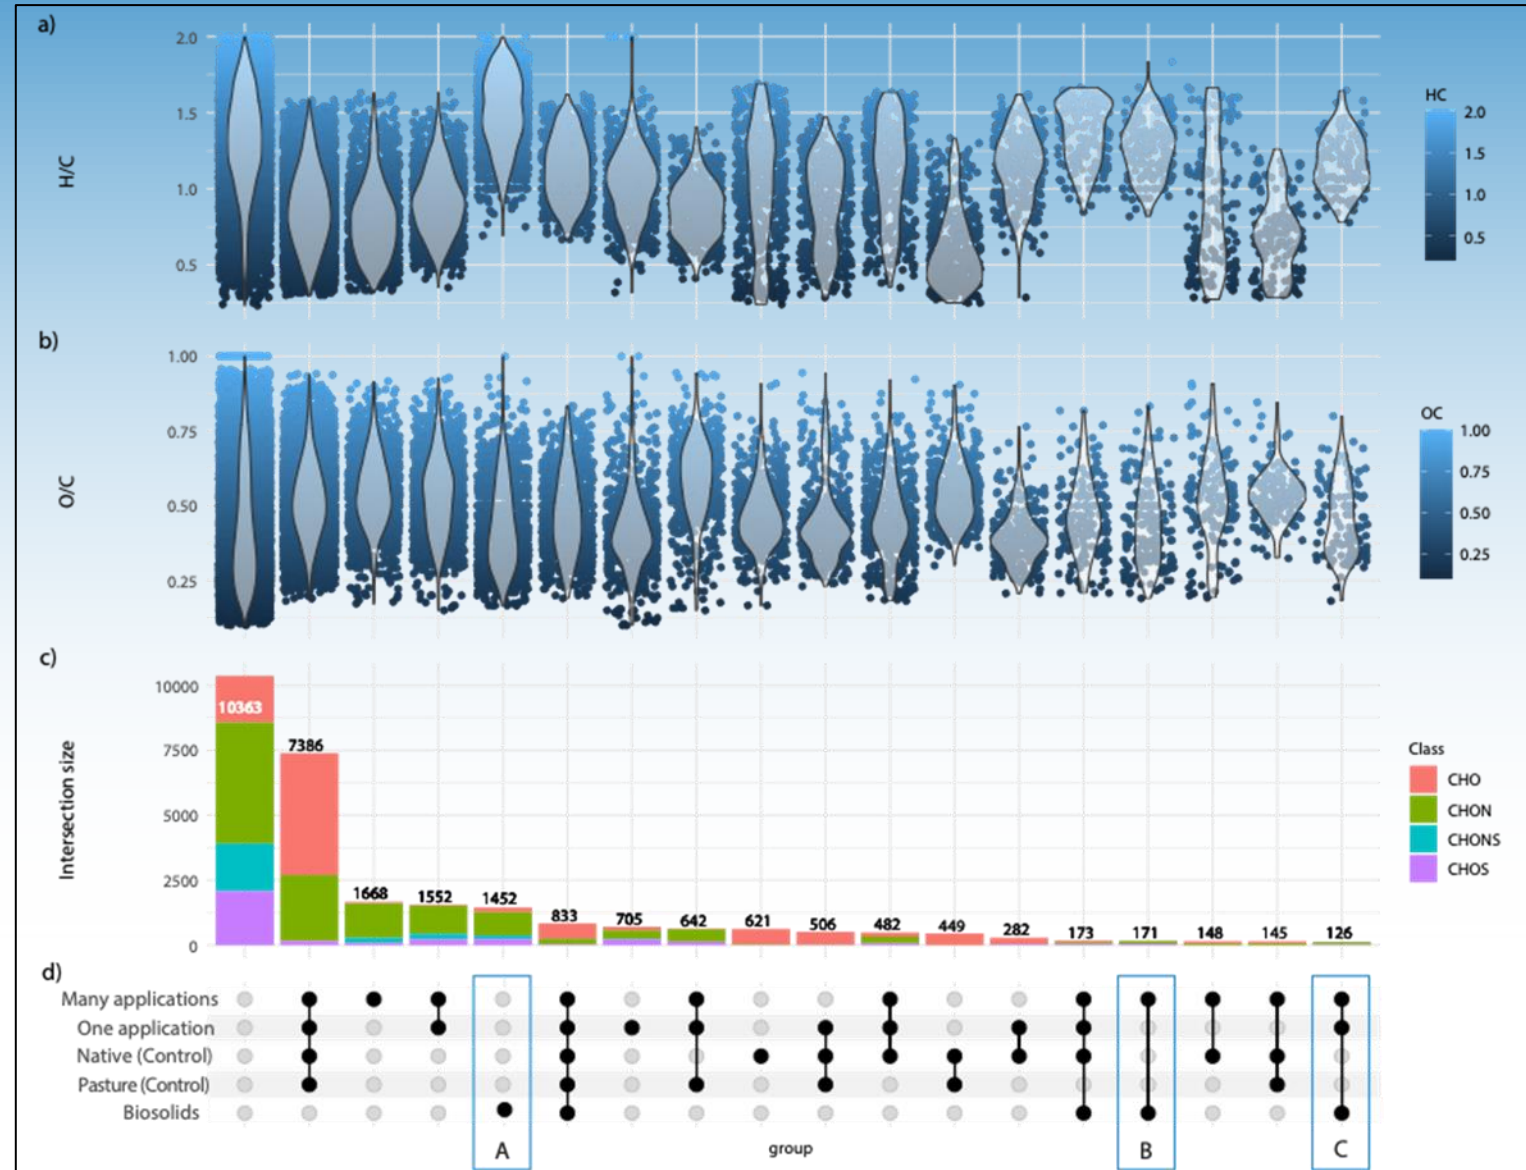 a)
2.0
1.5
1.0
0.5
H/C
HC
2.0
1.5
1.0
0.5
b)
1.00
0.75
0.50
0.25
O/C
OC
1.00
0.75
0.50
0.25
c)
10000
7500
5000
2500
0
Intersection size
10363
7386
1668
1552
1452
833
705
642
621
506
482
449
282
173
171
148
145
126
Class
CHO
CHON
CHONS
CHOS
d)
Many applications
One application
Native (Control)
Pasture (Control)
Biosolids
A
group
B
C